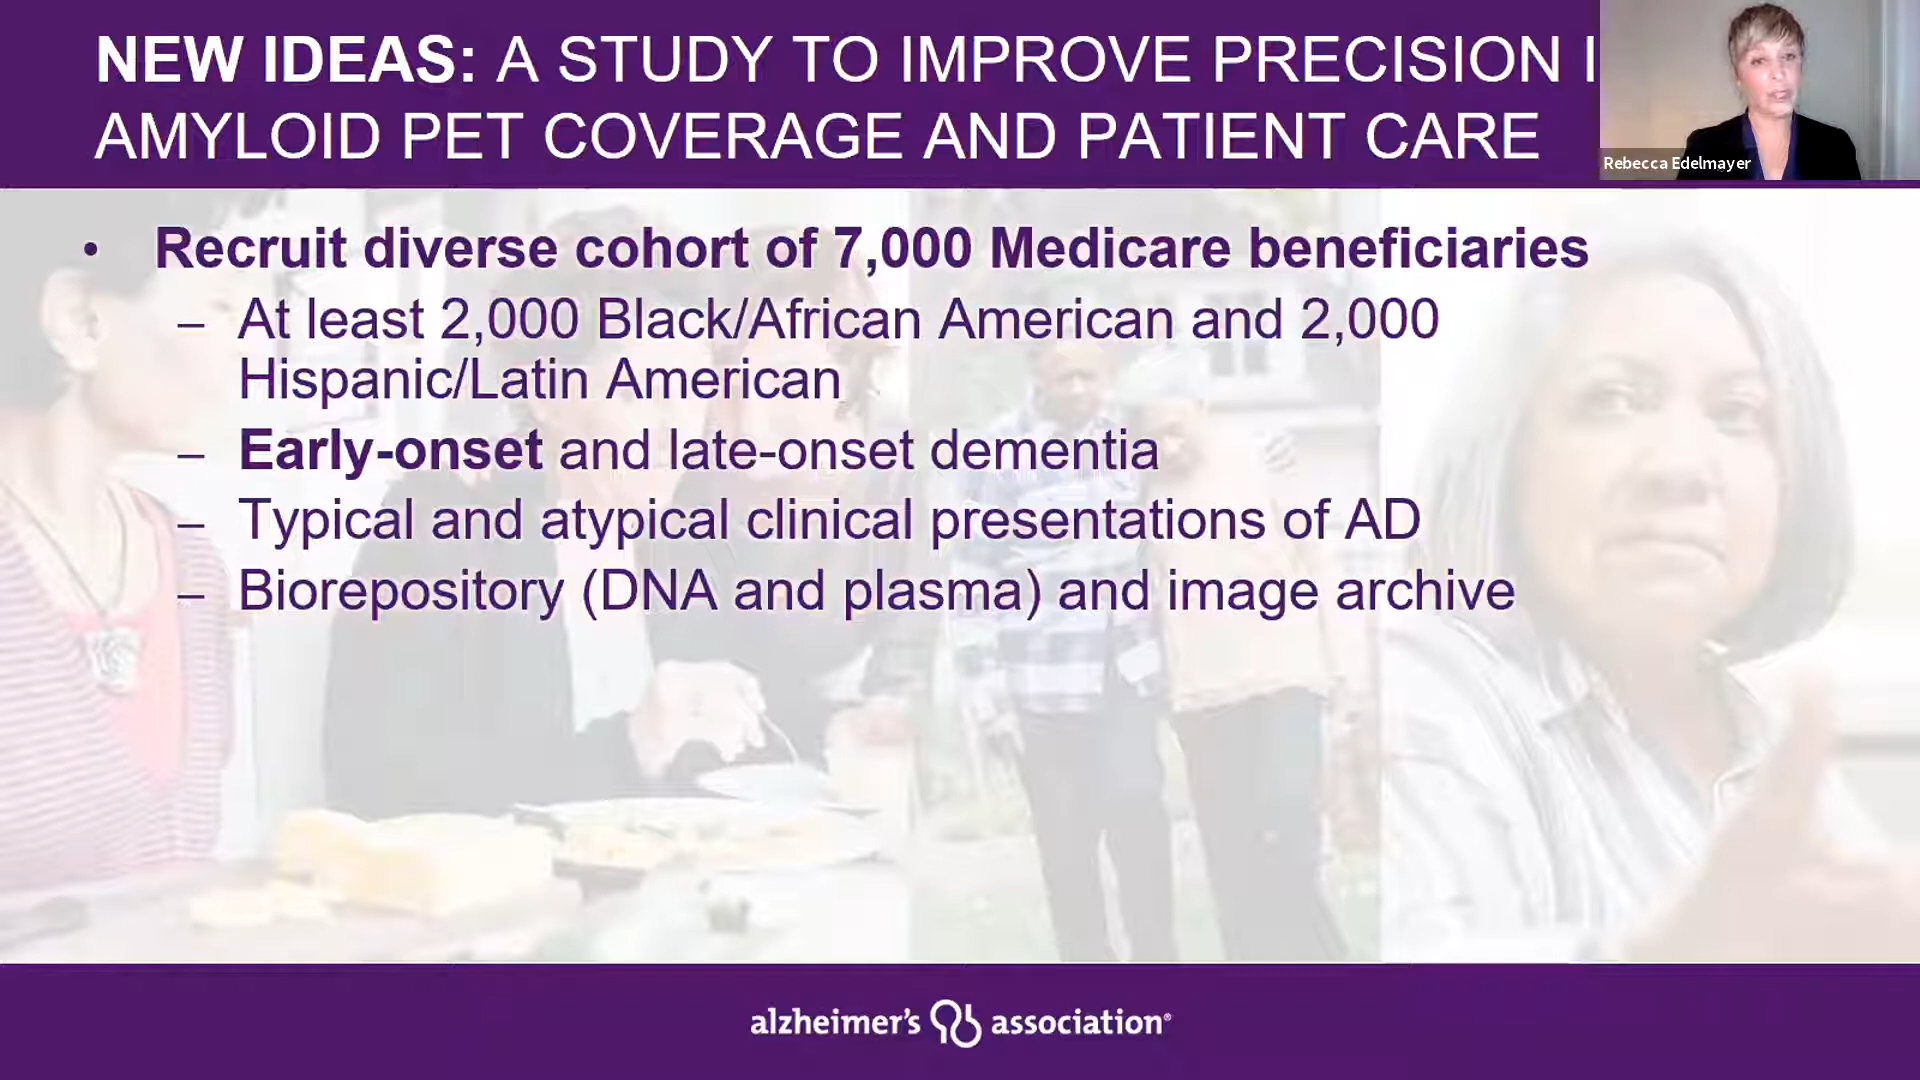 NEW IDEAS: A STUDY TO IMPROVE PRECISION I
AMYLOID PET COVERAGE AND PATIENT CARE
Rebecca Edelmayer
• Recruit diverse cohort of 7,000 Medicare beneficiaries
– At least 2,000 Black/African American and 2,000
Hispanic/Latin American
– Early-onset and late-onset dementia
– Typical and atypical clinical presentations of AD
– Biorepository (DNA and plasma) and image archive
alzheimer's association®